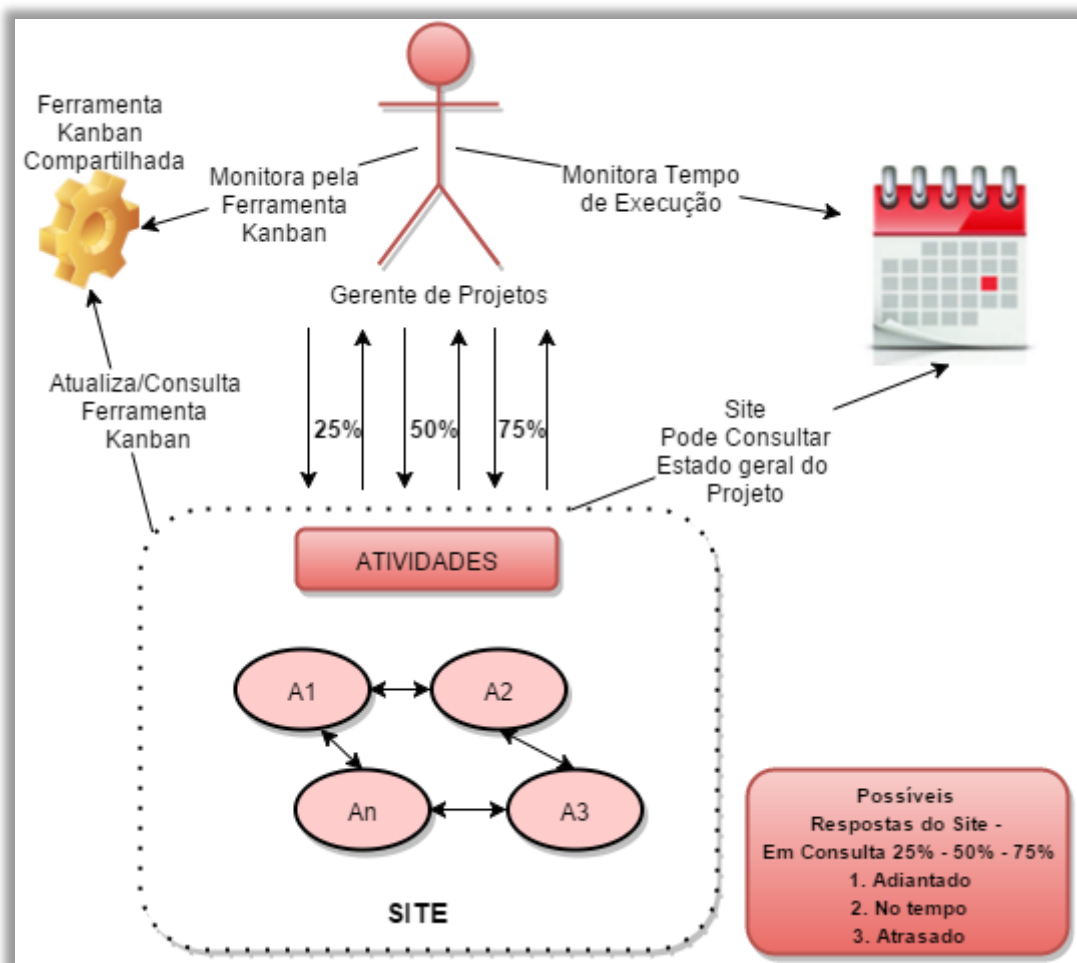 Ferramenta
Kanban
Compartilhada
Monitora pela
Ferramenta
Kanban
Monitora Tempo
de Execução
Gerente de Projetos
Atualiza/Consulta
Ferramenta
Kanban
25%
50%
75%
Site
Pode Consultar
Estado geral do
Projeto
ATIVIDADES
A1
A2
An
A3
SITE
Possíveis
Respostas do Site -
Em Consulta 25% - 50% - 75%
1. Adiantado
2. No tempo
3. Atrasado